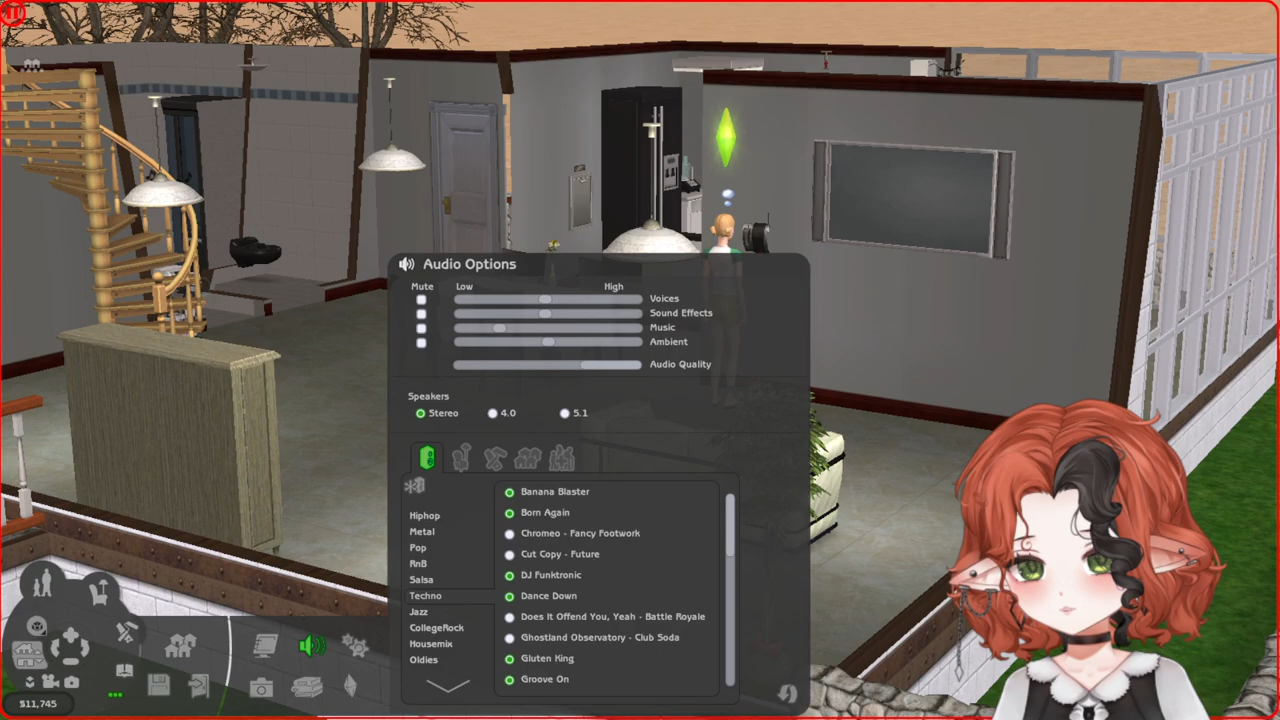 Audio Options
Mute Low High
Voices
Sound Effects
Music
Ambient
Audio Quality
Speakers
Stereo 4.0 5.1
Hiphop
Metal
Pop
RnB
Salsa
Techno
Jazz
CollegeRock
Housemix
Oldies
Banana Blaster
Born Again
Chromeo - Fancy Footwork
Cut Copy - Future
DJ Funktronic
Dance Down
Does It Offend You, Yeah - Battle Royale
Ghostland Observatory - Club Soda
Gluten King
Groove On
$11,745